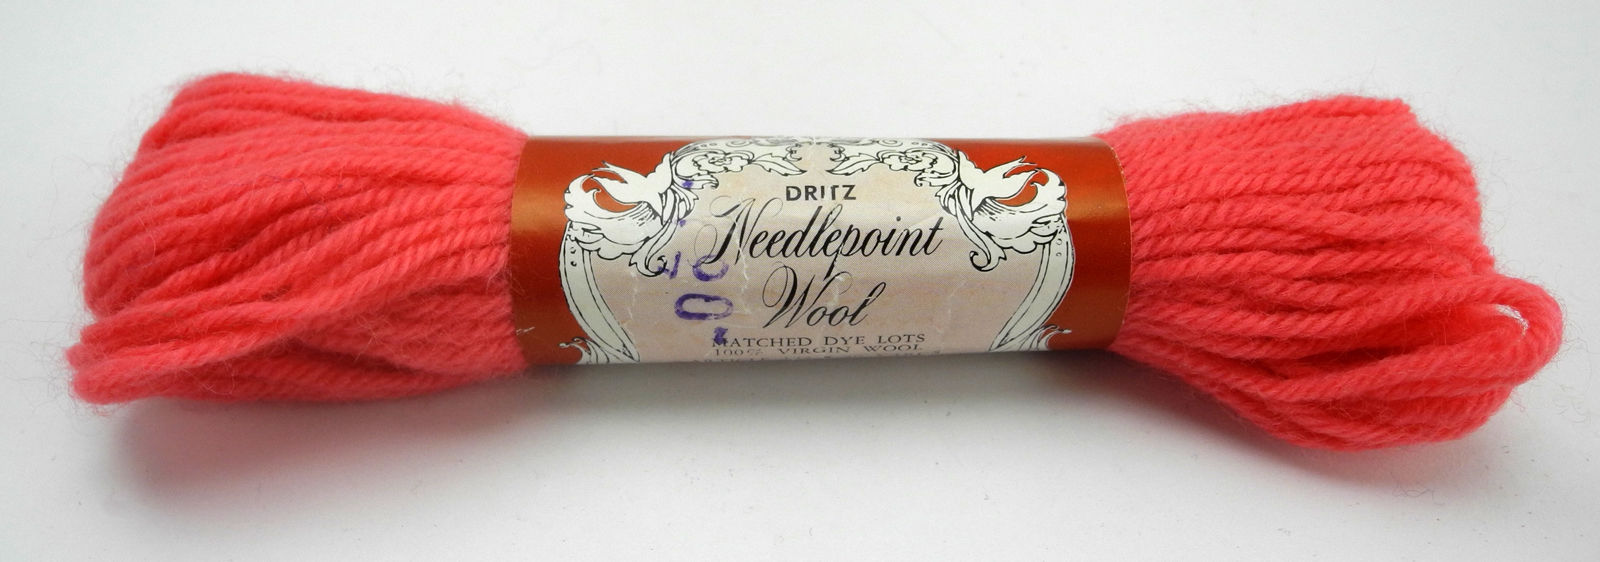 DRITZ
Needlepoint
Wool
MATCHED DYE LOTS
100% VIRGIN WOOL